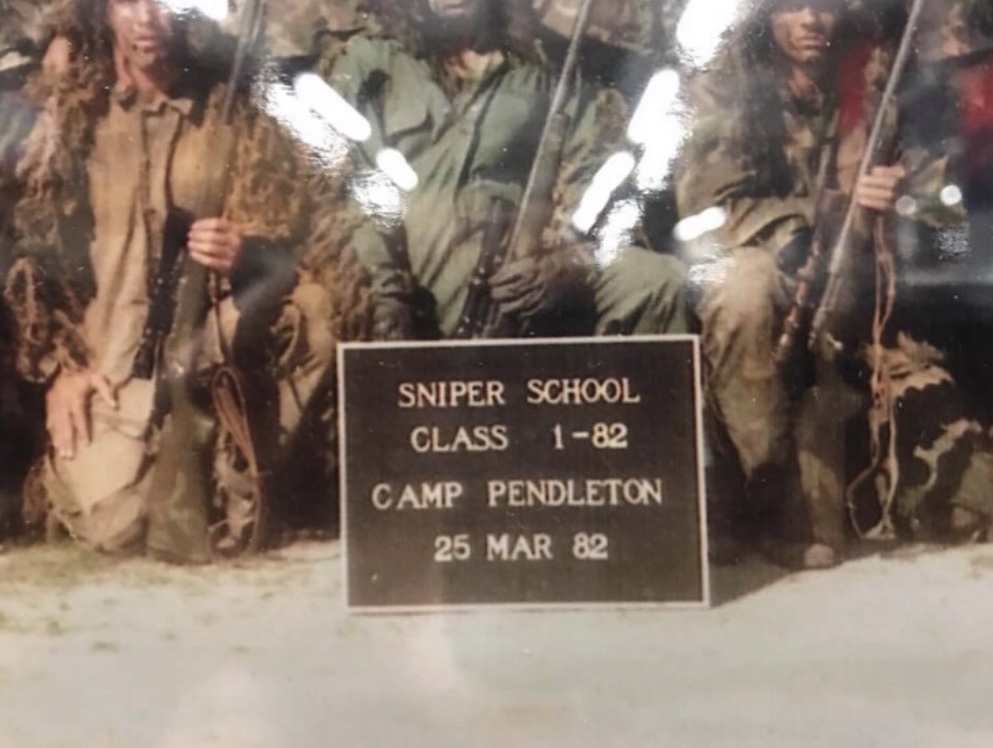 SNIPER SCHOOL
CLASS 1-82
CAMP PENDLETON
25 MAR 82